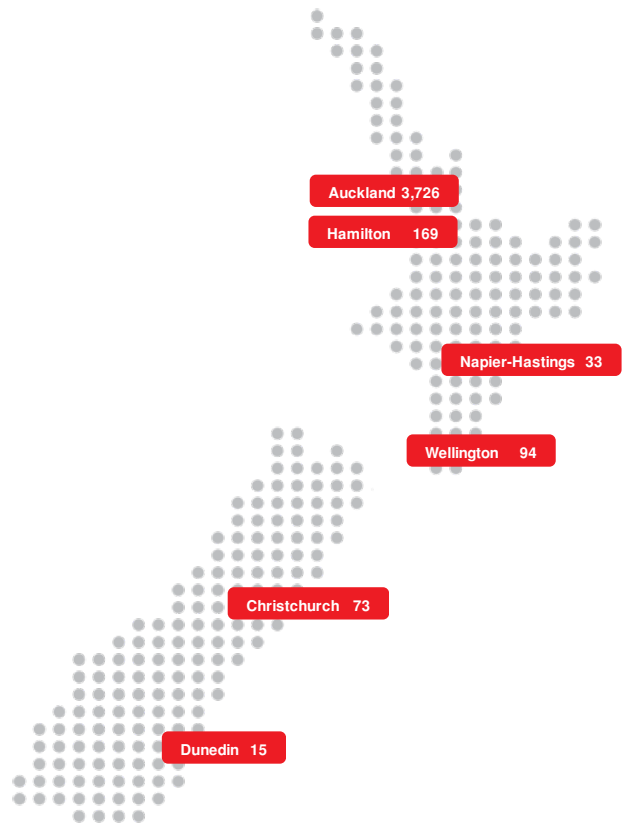 Auckland 3,726
Hamilton 169
Napier-Hastings 33
Wellington 94
Christchurch 73
Dunedin 15